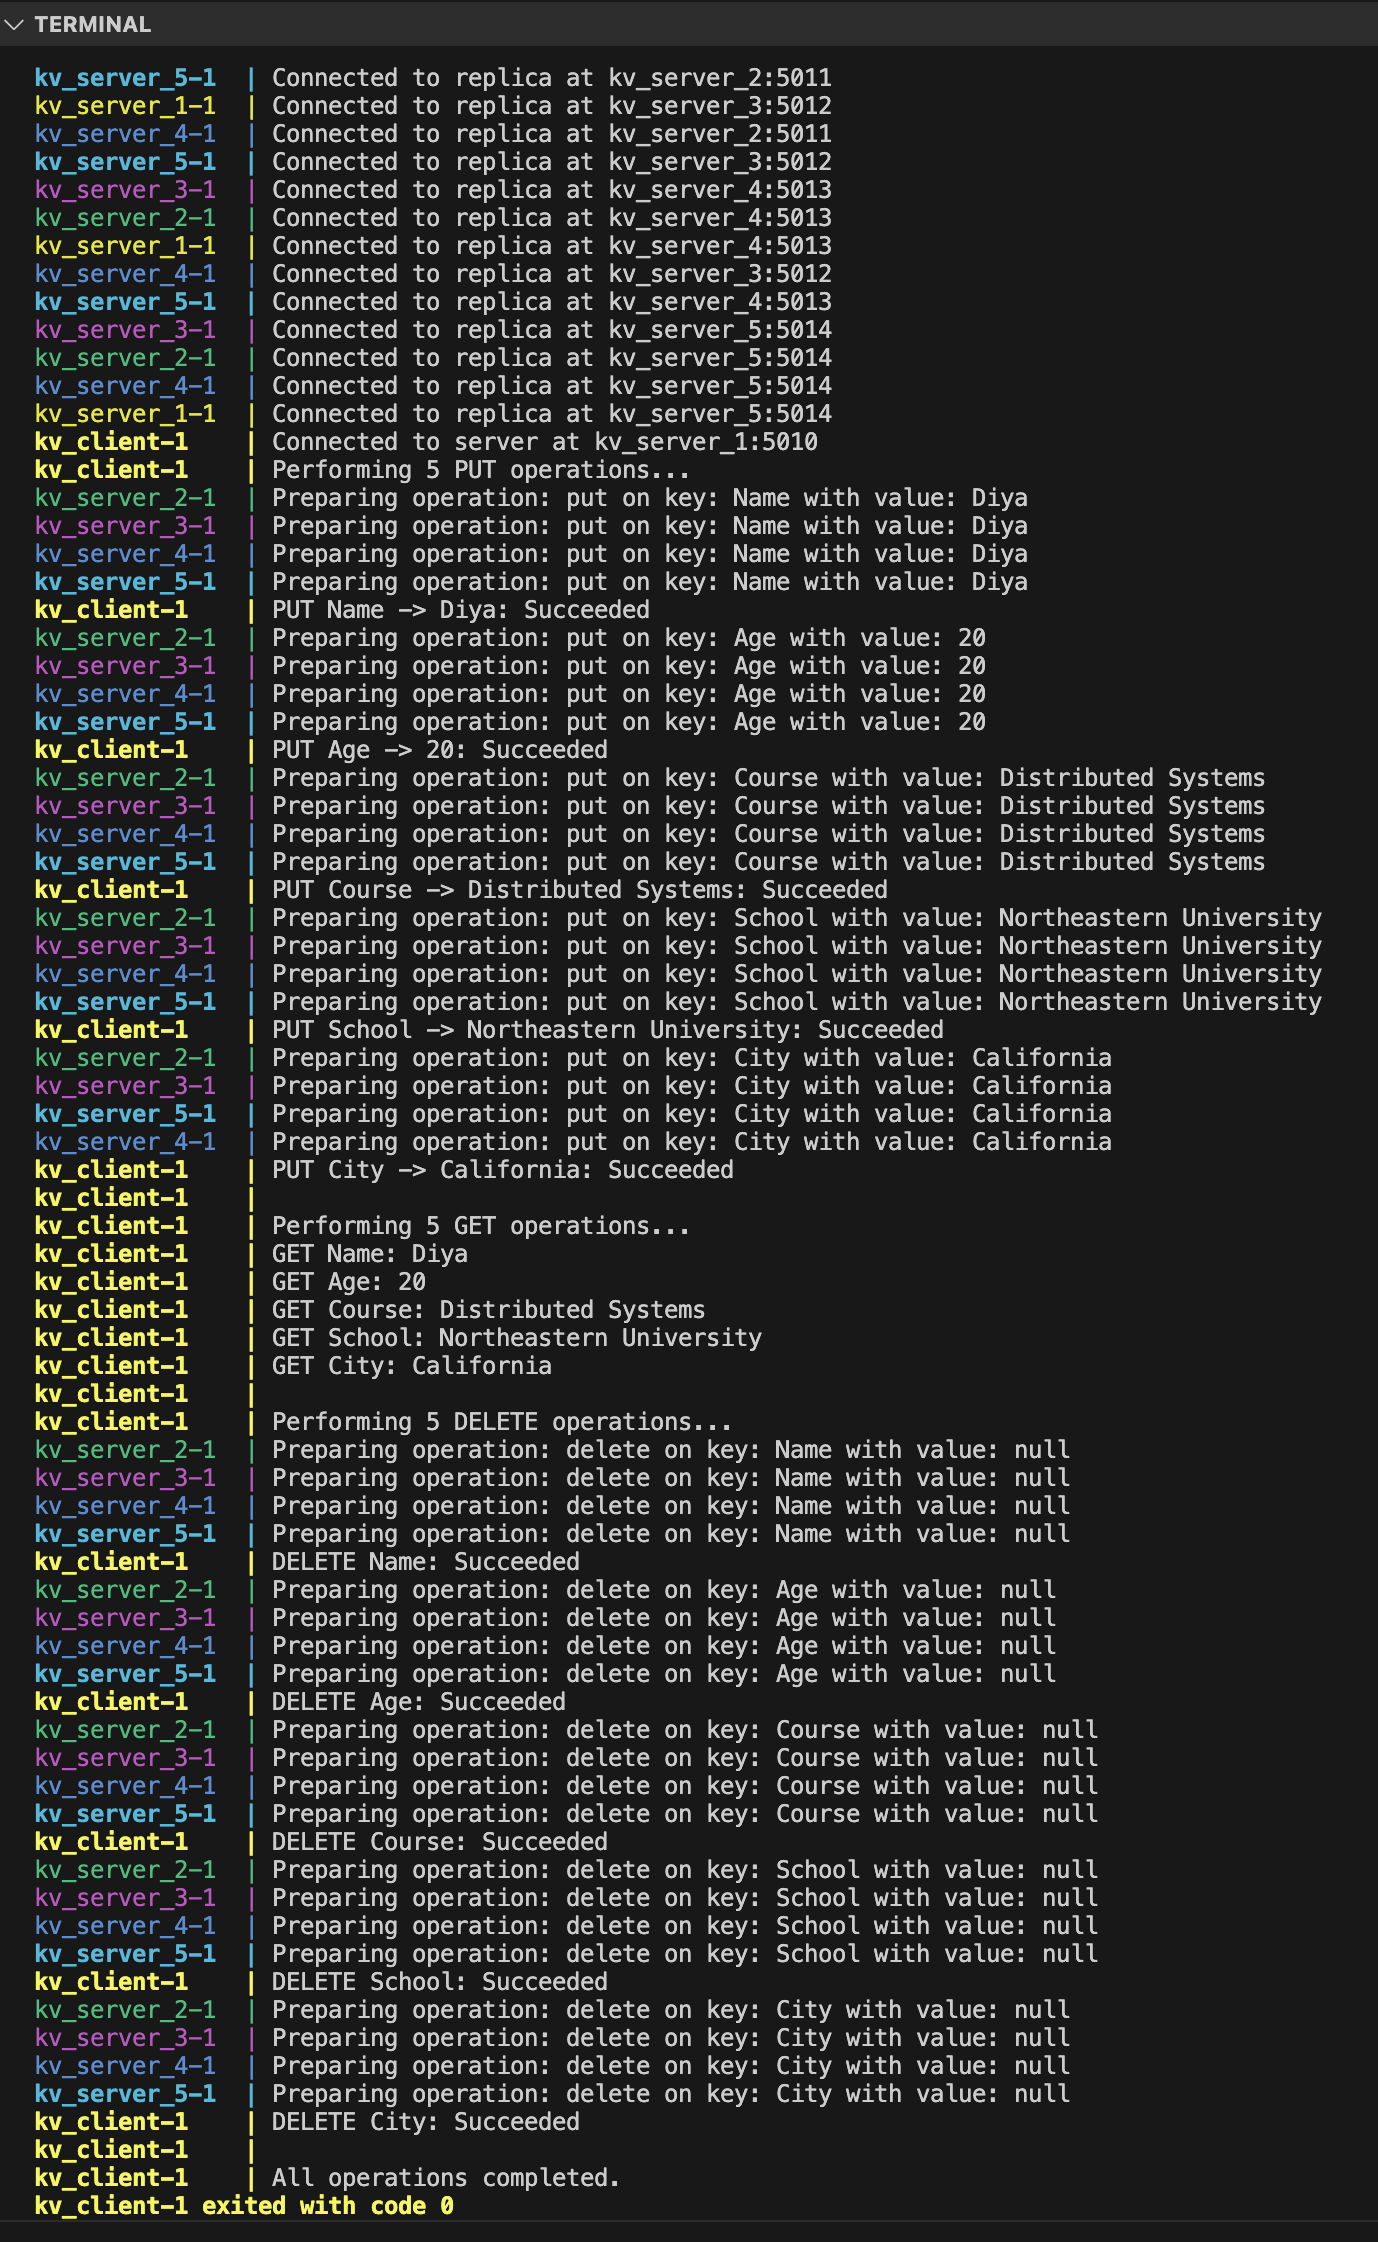 TERMINAL
kv_server_5-1 | Connected to replica at kv_server_2:5011
kv_server_1-1 | Connected to replica at kv_server_3:5012
kv_server_4-1 | Connected to replica at kv_server_2:5011
kv_server_5-1 | Connected to replica at kv_server_3:5012
kv_server_3-1 | Connected to replica at kv_server_4:5013
kv_server_2-1 | Connected to replica at kv_server_4:5013
kv_server_1-1 | Connected to replica at kv_server_4:5013
kv_server_4-1 | Connected to replica at kv_server_3:5012
kv_server_5-1 | Connected to replica at kv_server_4:5013
kv_server_3-1 | Connected to replica at kv_server_5:5014
kv_server_2-1 | Connected to replica at kv_server_5:5014
kv_server_4-1 | Connected to replica at kv_server_5:5014
kv_server_1-1 | Connected to replica at kv_server_5:5014
kv_client-1 | Connected to server at kv_server_1:5010
kv_client-1 | Performing 5 PUT operations...
kv_server_2-1 | Preparing operation: put on key: Name with value: Diya
kv_server_3-1 | Preparing operation: put on key: Name with value: Diya
kv_server_4-1 | Preparing operation: put on key: Name with value: Diya
kv_server_5-1 | Preparing operation: put on key: Name with value: Diya
kv_client-1 | PUT Name -> Diya: Succeeded
kv_server_2-1 | Preparing operation: put on key: Age with value: 20
kv_server_3-1 | Preparing operation: put on key: Age with value: 20
kv_server_4-1 | Preparing operation: put on key: Age with value: 20
kv_server_5-1 | Preparing operation: put on key: Age with value: 20
kv_client-1 | PUT Age -> 20: Succeeded
kv_server_2-1 | Preparing operation: put on key: Course with value: Distributed Systems
kv_server_3-1 | Preparing operation: put on key: Course with value: Distributed Systems
kv_server_4-1 | Preparing operation: put on key: Course with value: Distributed Systems
kv_server_5-1 | Preparing operation: put on key: Course with value: Distributed Systems
kv_client-1 | PUT Course -> Distributed Systems: Succeeded
kv_server_2-1 | Preparing operation: put on key: School with value: Northeastern University
kv_server_3-1 | Preparing operation: put on key: School with value: Northeastern University
kv_server_4-1 | Preparing operation: put on key: School with value: Northeastern University
kv_server_5-1 | Preparing operation: put on key: School with value: Northeastern University
kv_client-1 | PUT School -> Northeastern University: Succeeded
kv_server_2-1 | Preparing operation: put on key: City with value: California
kv_server_3-1 | Preparing operation: put on key: City with value: California
kv_server_5-1 | Preparing operation: put on key: City with value: California
kv_server_4-1 | Preparing operation: put on key: City with value: California
kv_client-1 | PUT City -> California: Succeeded
kv_client-1 |
kv_client-1 | Performing 5 GET operations...
kv_client-1 | GET Name: Diya
kv_client-1 | GET Age: 20
kv_client-1 | GET Course: Distributed Systems
kv_client-1 | GET School: Northeastern University
kv_client-1 | GET City: California
kv_client-1 |
kv_client-1 | Performing 5 DELETE operations...
kv_server_2-1 | Preparing operation: delete on key: Name with value: null
kv_server_3-1 | Preparing operation: delete on key: Name with value: null
kv_server_4-1 | Preparing operation: delete on key: Name with value: null
kv_server_5-1 | Preparing operation: delete on key: Name with value: null
kv_client-1 | DELETE Name: Succeeded
kv_server_2-1 | Preparing operation: delete on key: Age with value: null
kv_server_3-1 | Preparing operation: delete on key: Age with value: null
kv_server_4-1 | Preparing operation: delete on key: Age with value: null
kv_server_5-1 | Preparing operation: delete on key: Age with value: null
kv_client-1 | DELETE Age: Succeeded
kv_server_2-1 | Preparing operation: delete on key: Course with value: null
kv_server_3-1 | Preparing operation: delete on key: Course with value: null
kv_server_4-1 | Preparing operation: delete on key: Course with value: null
kv_server_5-1 | Preparing operation: delete on key: Course with value: null
kv_client-1 | DELETE Course: Succeeded
kv_server_2-1 | Preparing operation: delete on key: School with value: null
kv_server_3-1 | Preparing operation: delete on key: School with value: null
kv_server_4-1 | Preparing operation: delete on key: School with value: null
kv_server_5-1 | Preparing operation: delete on key: School with value: null
kv_client-1 | DELETE School: Succeeded
kv_server_2-1 | Preparing operation: delete on key: City with value: null
kv_server_3-1 | Preparing operation: delete on key: City with value: null
kv_server_4-1 | Preparing operation: delete on key: City with value: null
kv_server_5-1 | Preparing operation: delete on key: City with value: null
kv_client-1 | DELETE City: Succeeded
kv_client-1 |
kv_client-1 | All operations completed.
kv_client-1 exited with code 0